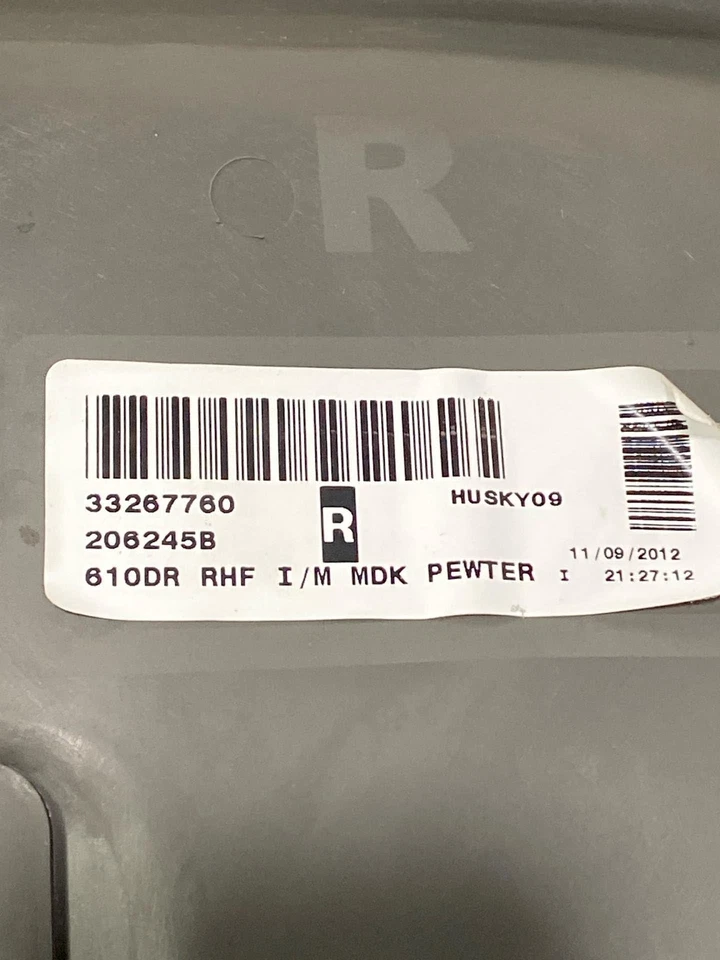 R
33267760
HUSKY09
R
206245B
11/09/2012
610DR RHF I/M MDK PEWTER I 21:27:12